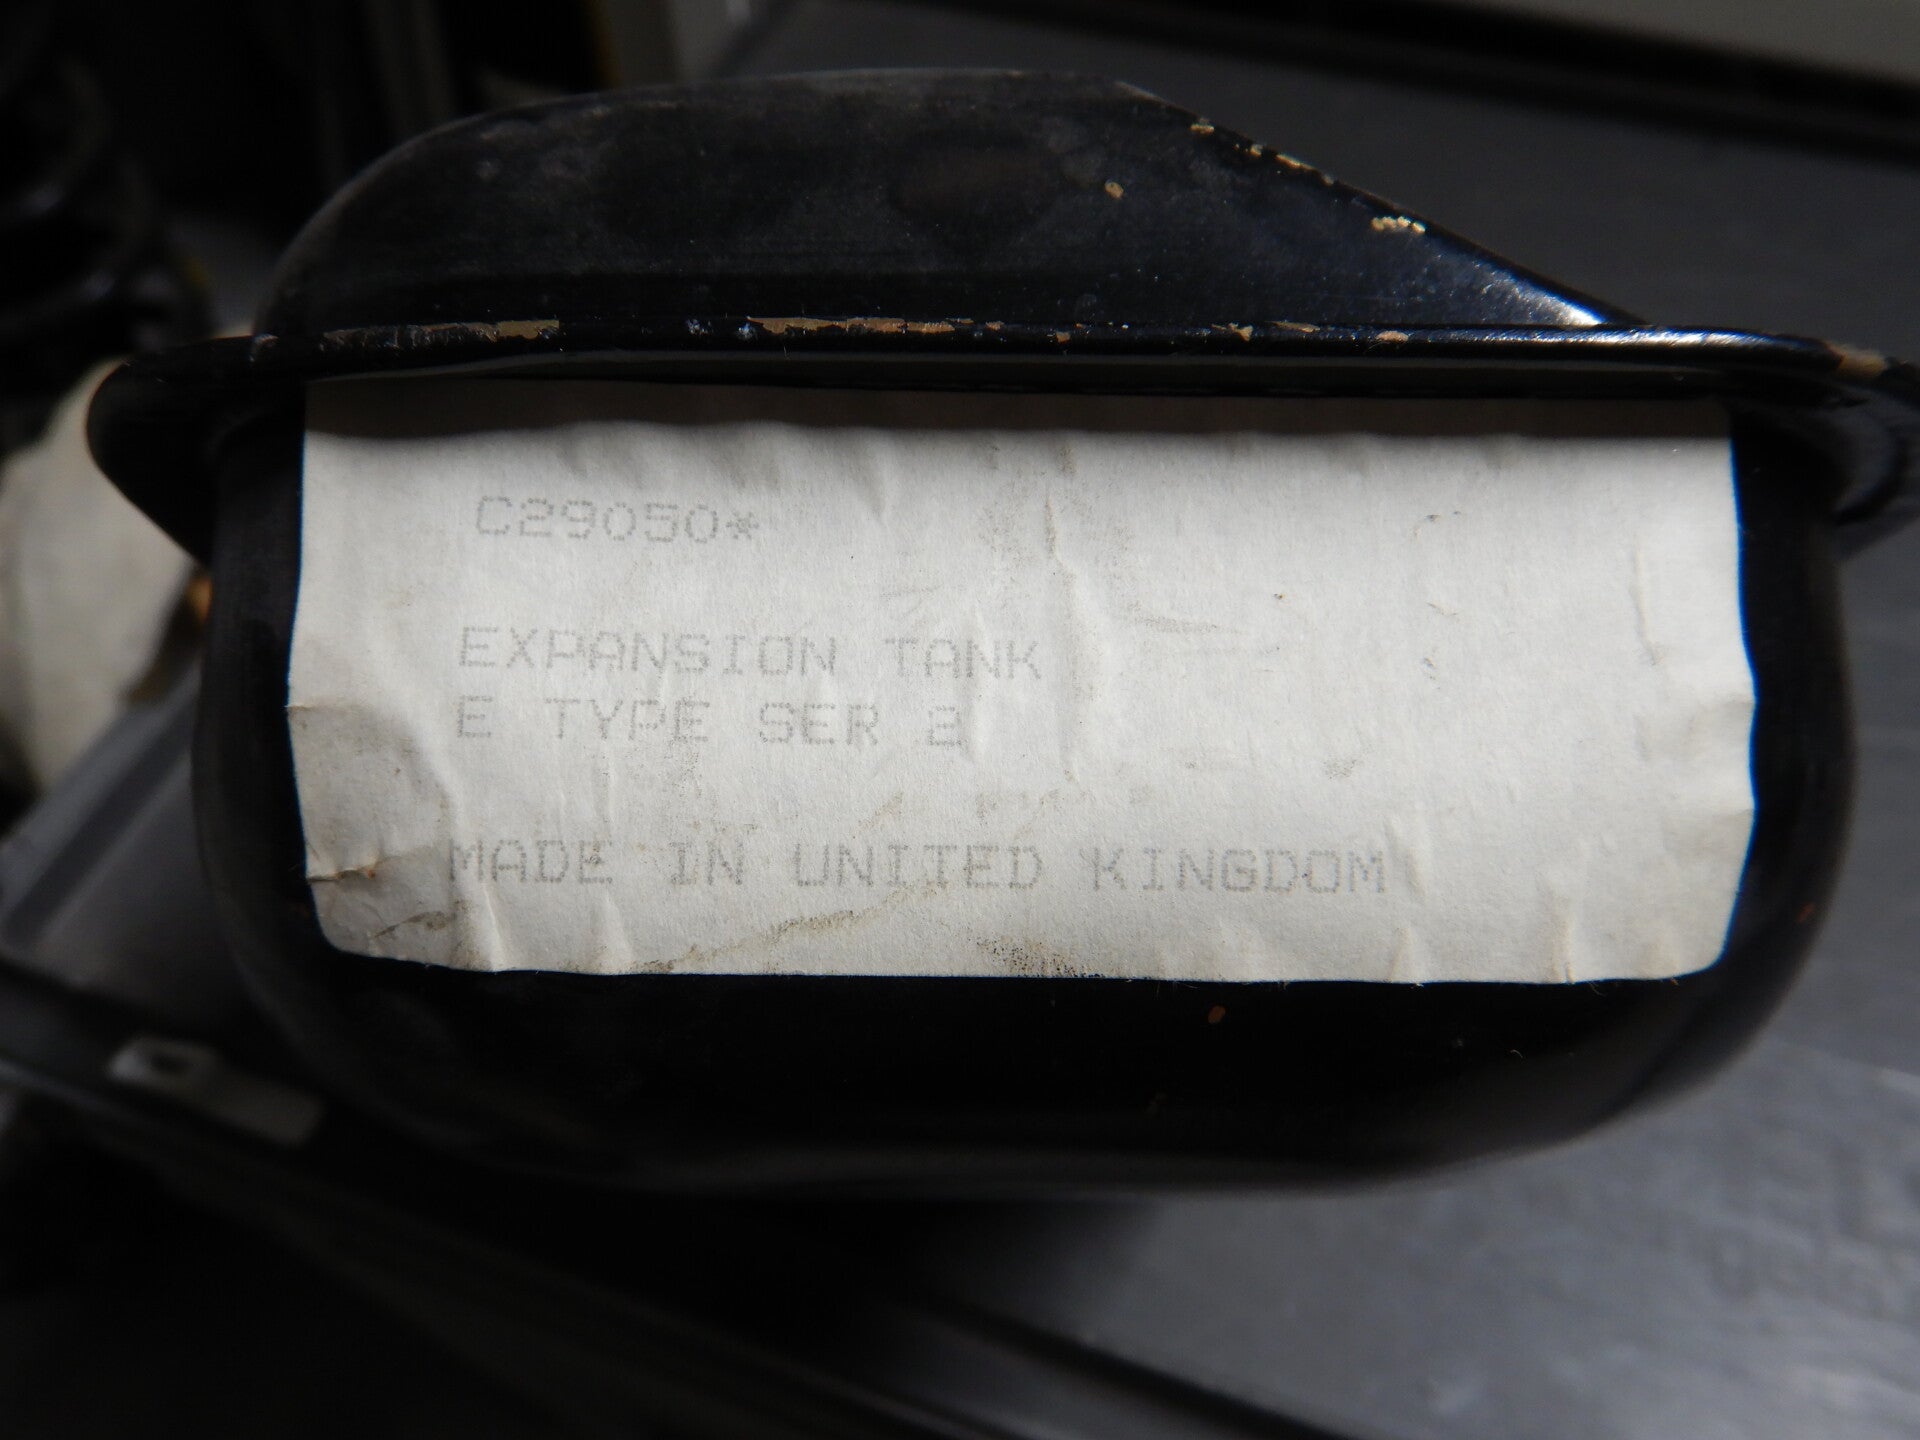 C29050*
EXPANSION TANK
E TYPE SER 2
MADE IN UNITED KINGDOM